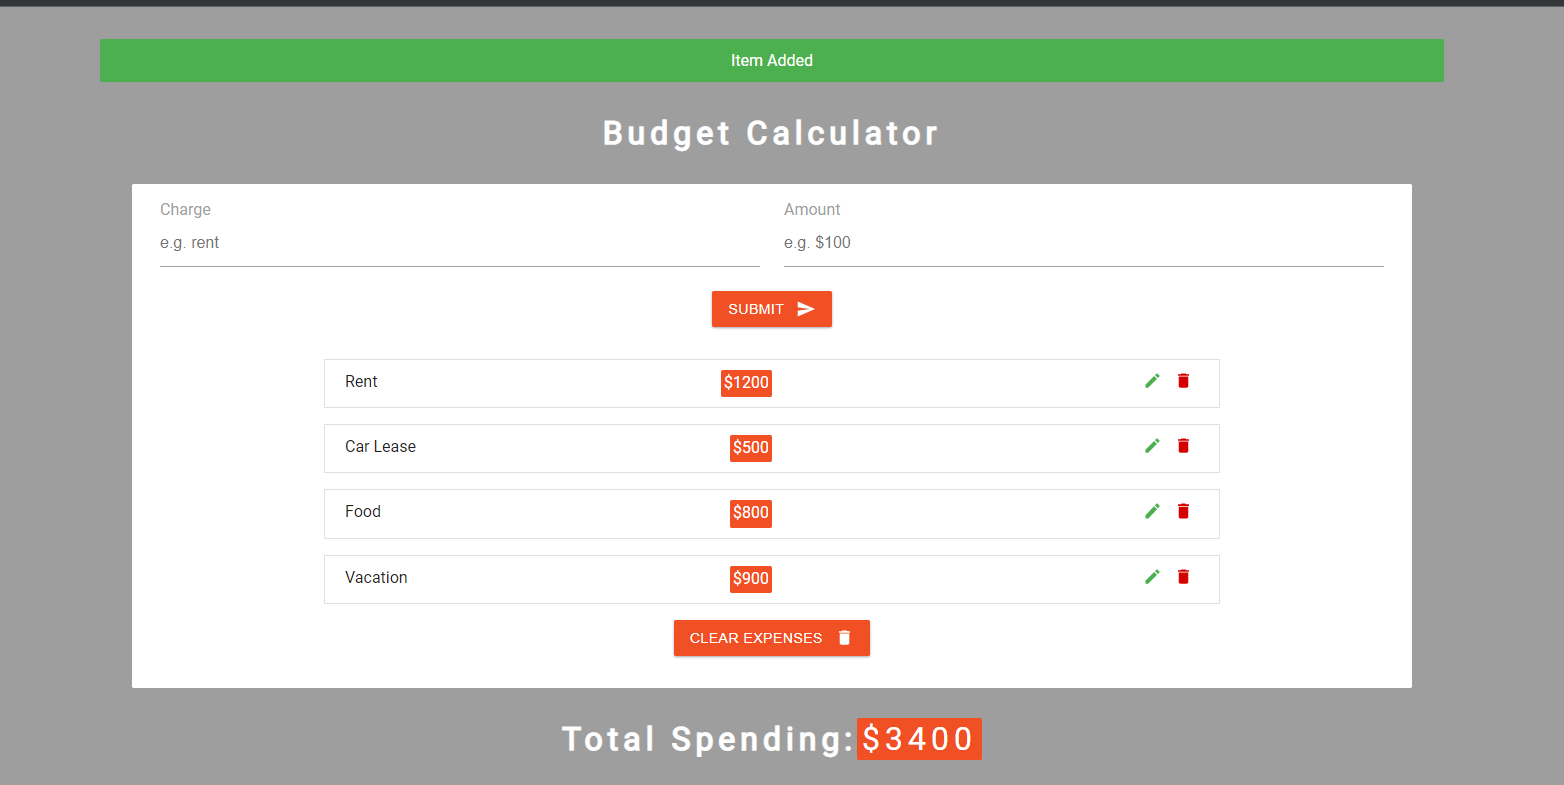 Item Added
Budget Calculator
Charge Amount
e.g. rent e.g. $100
SUBMIT
Rent $1200
Car Lease $500
Food $800
Vacation $900
CLEAR EXPENSES
Total Spending: $3400